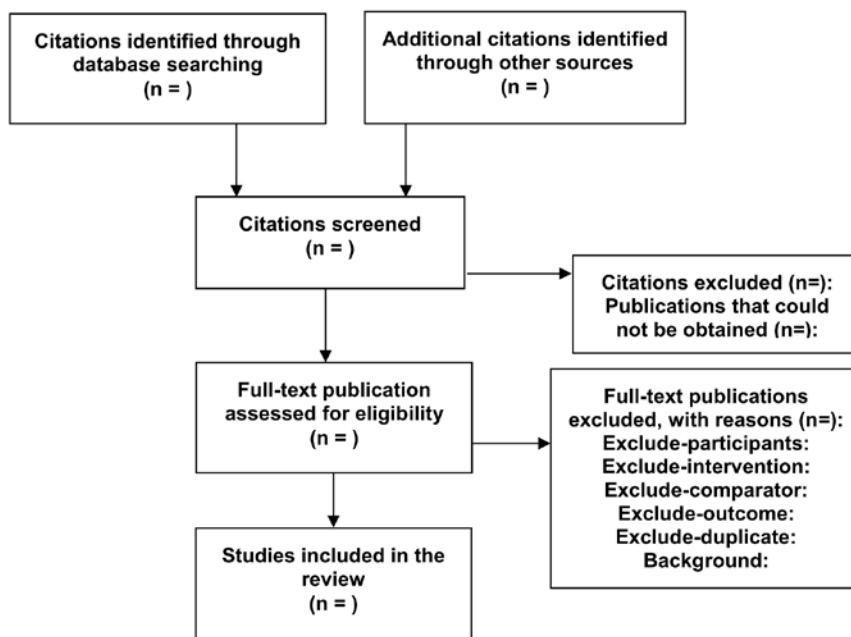 Citations identified through
database searching
(n = )
Additional citations identified
through other sources
(n = )
Citations screened
(n = )
Citations excluded (n=):
Publications that could
not be obtained (n=):
Full-text publication
assessed for eligibility
(n = )
Full-text publications
excluded, with reasons (n=):
Exclude-participants:
Exclude-intervention:
Exclude-comparator:
Exclude-outcome:
Exclude-duplicate:
Background:
Studies included in the
review
(n = )